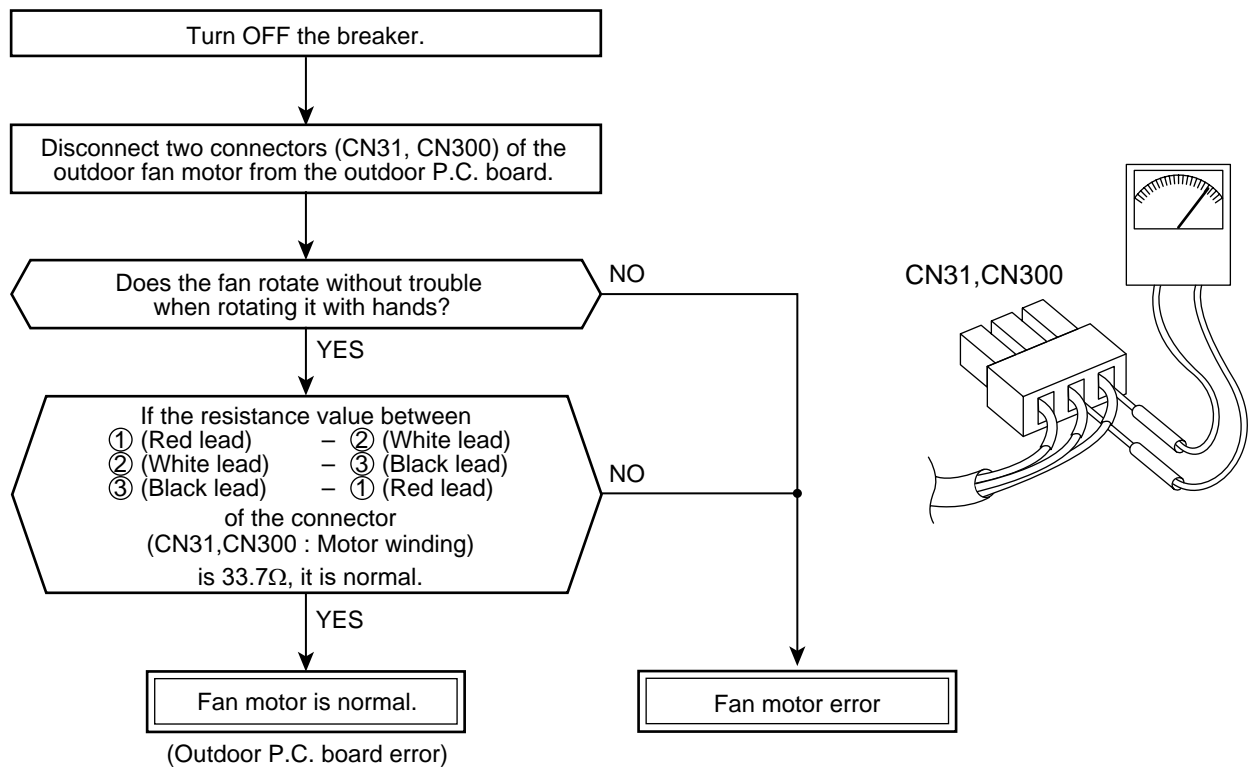 Turn OFF the breaker.
Disconnect two connectors (CN31, CN300) of the
outdoor fan motor from the outdoor P.C. board.
Does the fan rotate without trouble
when rotating it with hands?
NO
YES
If the resistance value between
① (Red lead) – ② (White lead)
② (White lead) – ③ (Black lead)
③ (Black lead) – ① (Red lead)
of the connector
(CN31,CN300 : Motor winding)
is 33.7Ω, it is normal.
NO
YES
Fan motor is normal.
(Outdoor P.C. board error)
Fan motor error
CN31,CN300